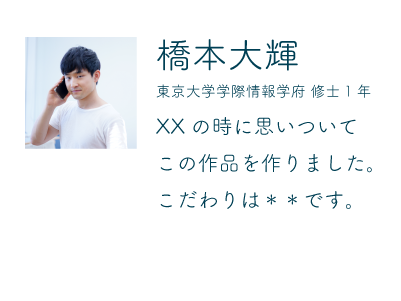 橋本大輝
東京大学学際情報学府 修士1年
XXの時に思いついて
この作品を作りました。
こだわりは＊＊です。